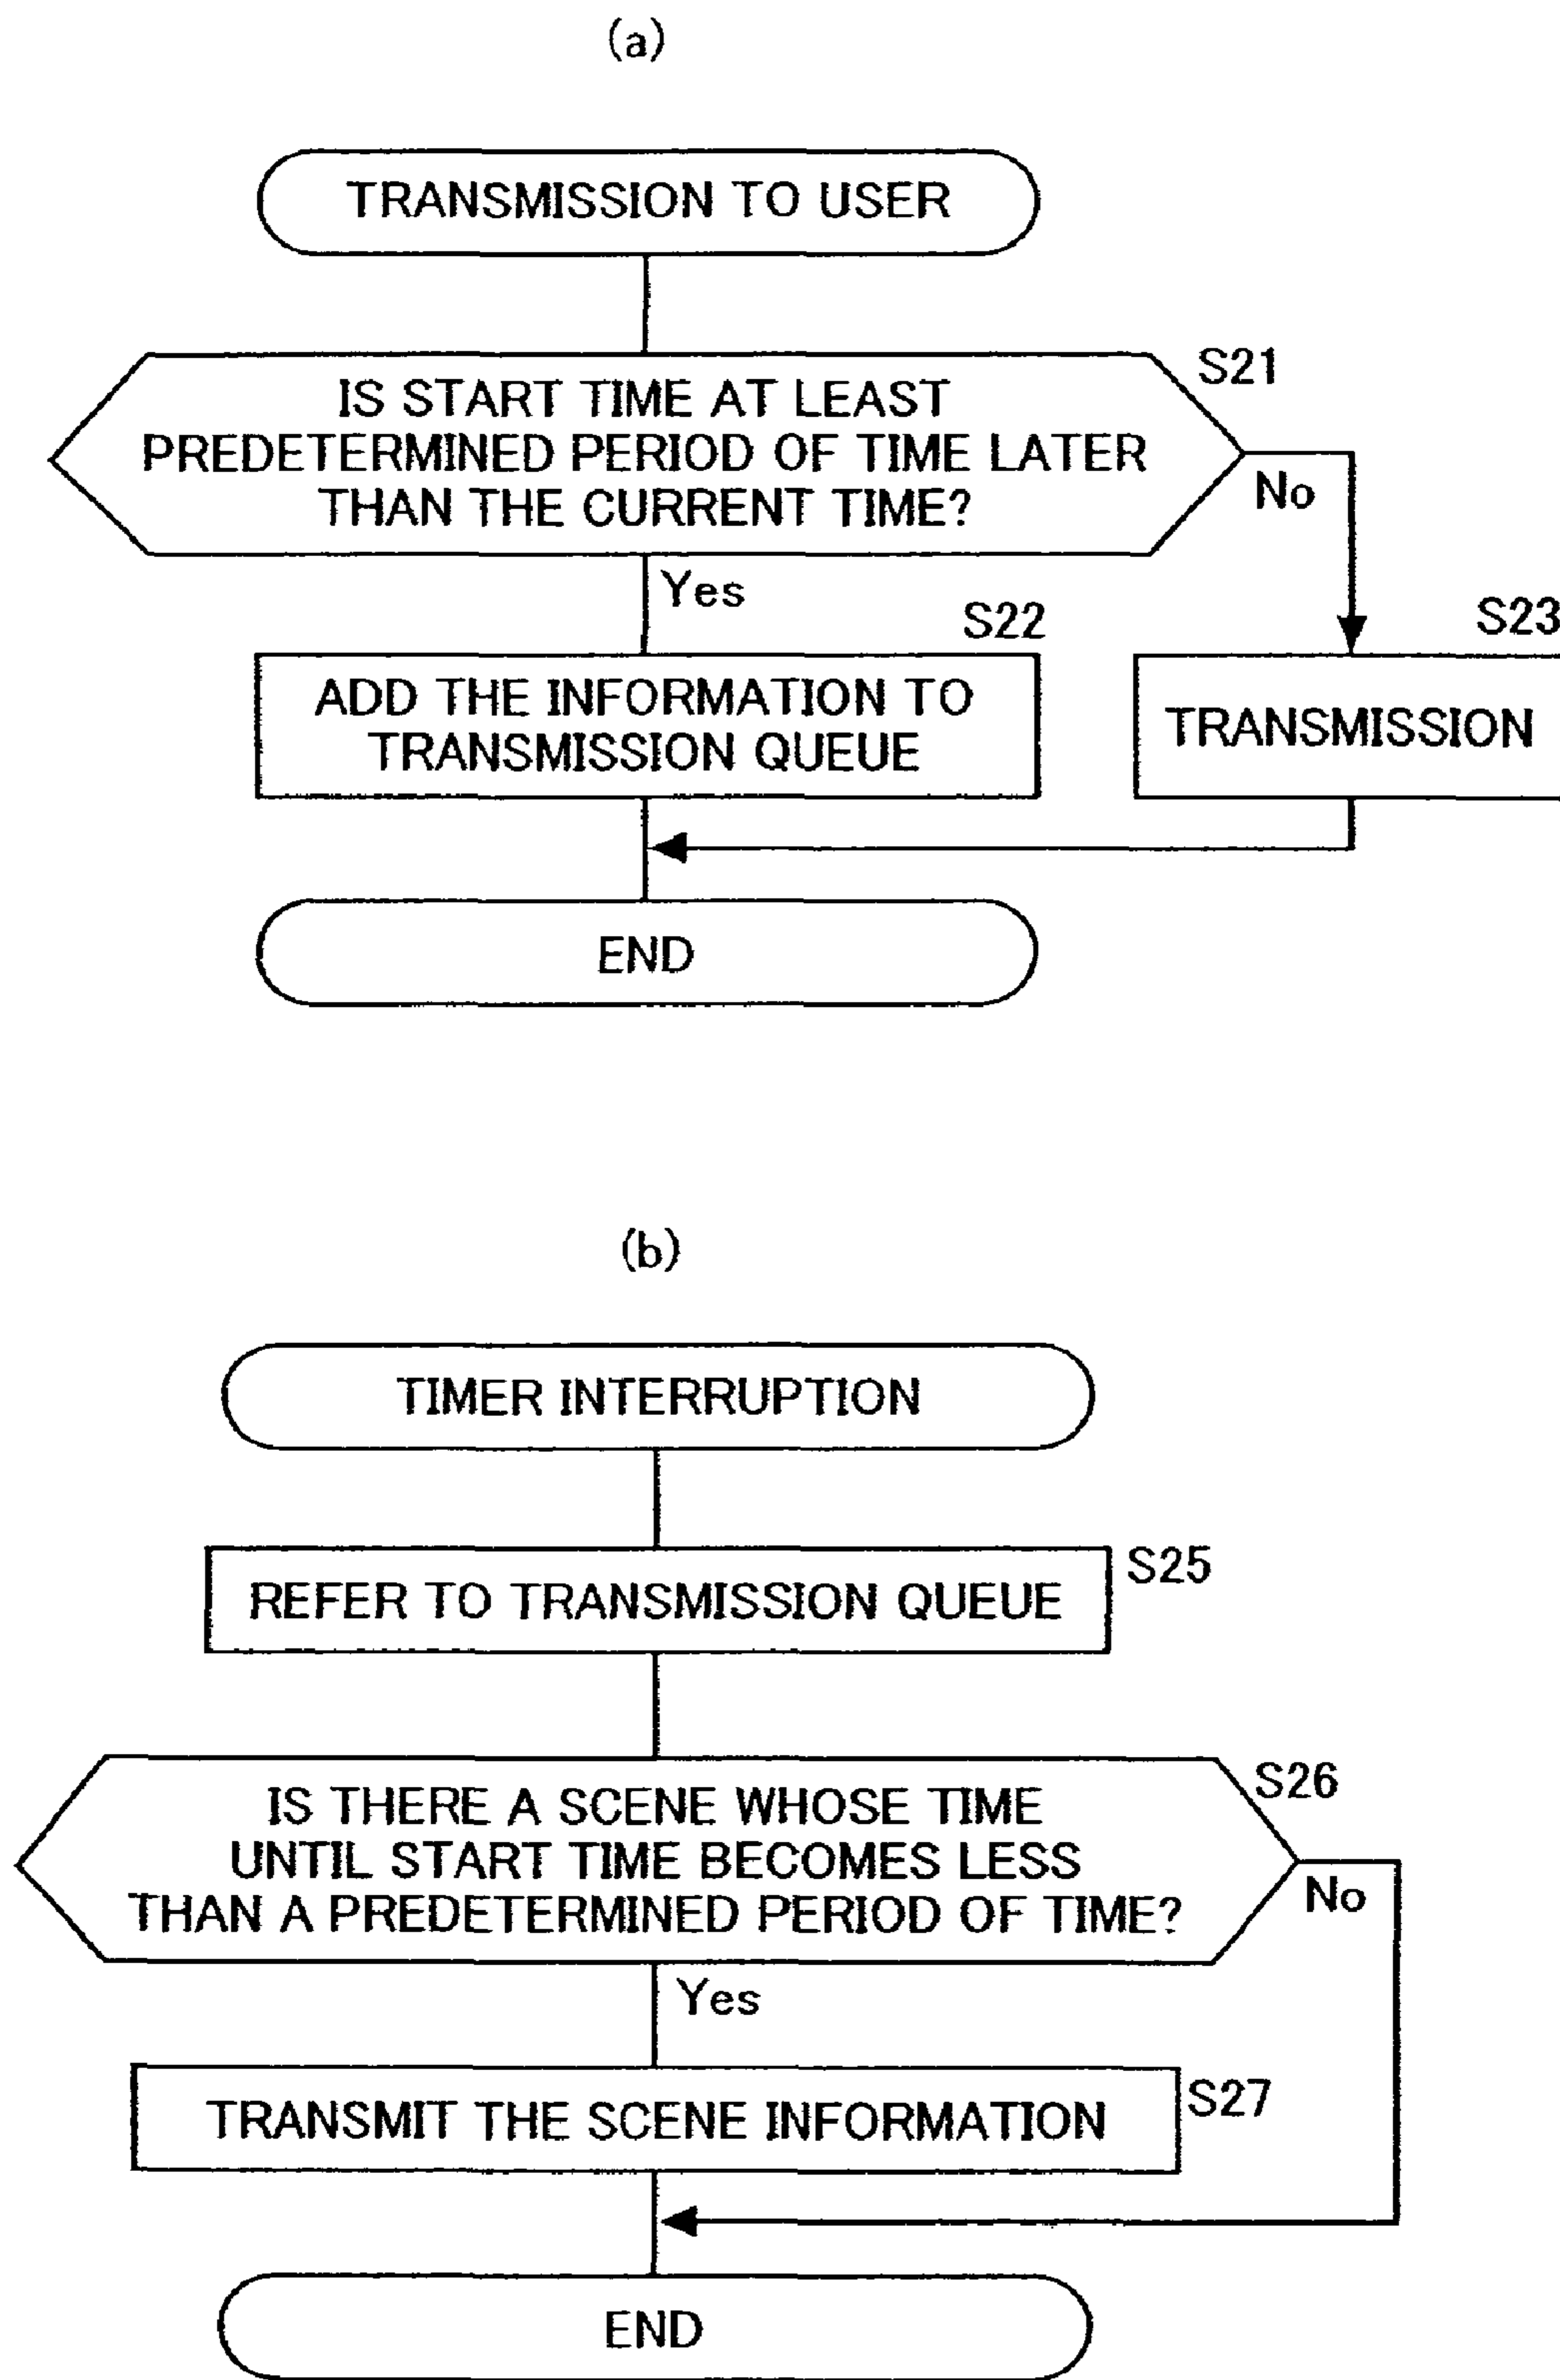 (a)
TRANSMISSION TO USER
S21
IS START TIME AT LEAST
PREDETERMINED PERIOD OF TIME LATER
THAN THE CURRENT TIME?
No
Yes
S22
S23
ADD THE INFORMATION TO
TRANSMISSION QUEUE
TRANSMISSION
END
(b)
TIMER INTERRUPTION
S25
REFER TO TRANSMISSION QUEUE
S26
IS THERE A SCENE WHOSE TIME
UNTIL START TIME BECOMES LESS
THAN A PREDETERMINED PERIOD OF TIME?
No
Yes
S27
TRANSMIT THE SCENE INFORMATION
END